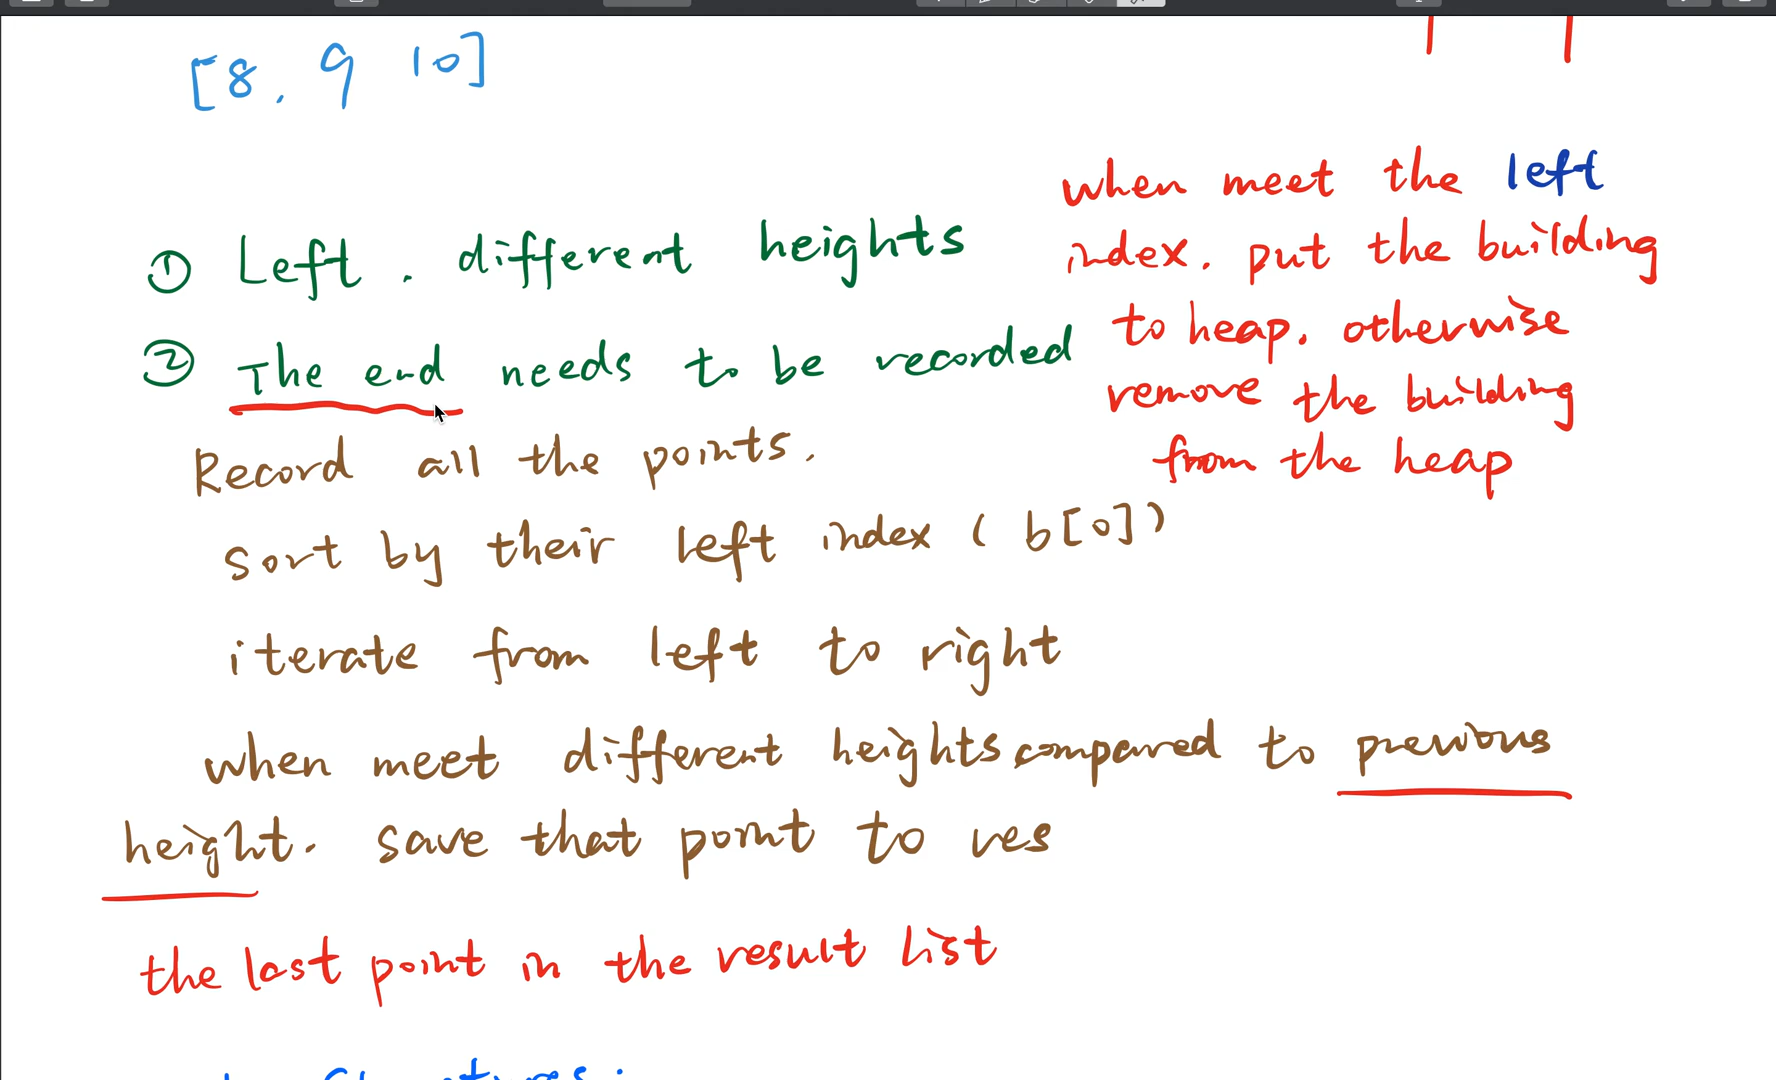 [8, 9 10]
① Left, different heights
② The end needs to be recorded
when meet the left
index, put the building
to heap, otherwise
remove the building
from the heap
Record all the points,
sort by their left index (b[0])
iterate from left to right
when meet different heights compared to previous
height, save that point to res
the last point in the result list